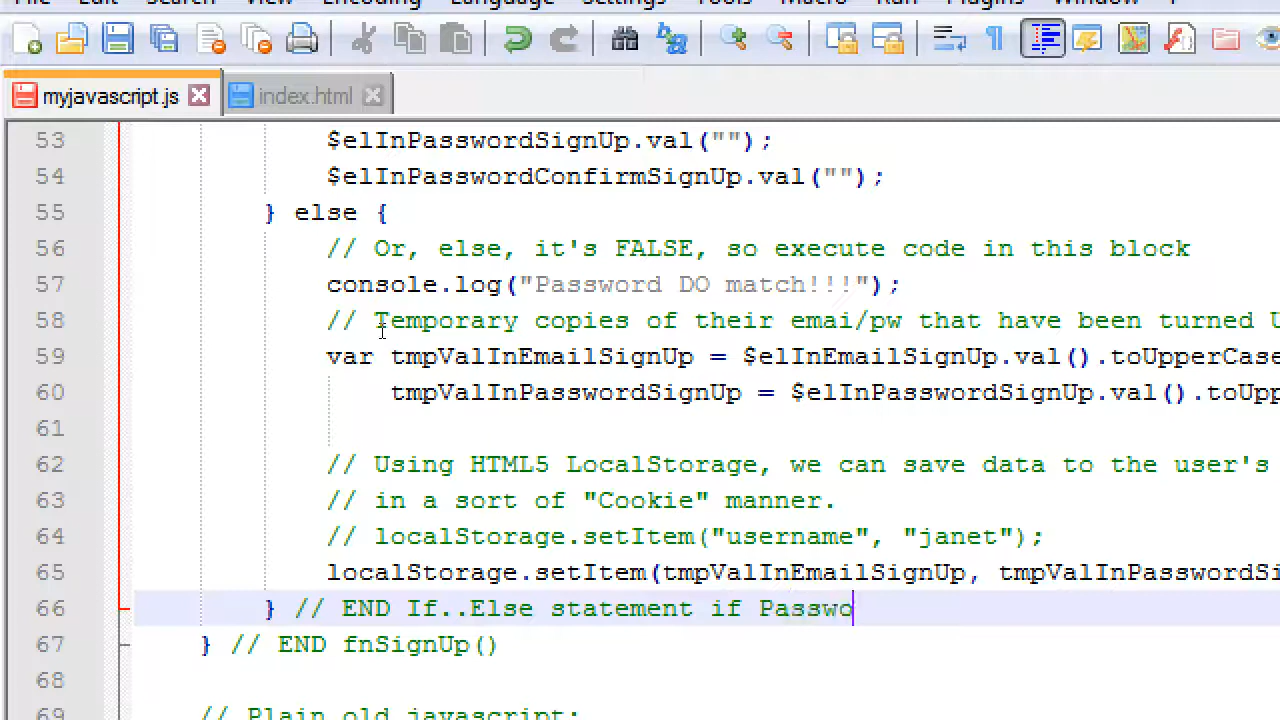 myjavascript.js index.html
53 $elInPasswordSignUp.val("");
54 $elInPasswordConfirmSignUp.val("");
55 } else {
56 // Or, else, it's FALSE, so execute code in this block
57 console.log("Password DO match!!!");
58 // Temporary copies of their emai/pw that have been turned U
59 var tmpValInEmailSignUp = $elInEmailSignUp.val().toUpperCase
60 tmpValInPasswordSignUp = $elInPasswordSignUp.val().toUpp
61
62 // Using HTML5 LocalStorage, we can save data to the user's
63 // in a sort of "Cookie" manner.
64 // localStorage.setItem("username", "janet");
65 localStorage.setItem(tmpValInEmailSignUp, tmpValInPasswordSi
66 } // END If..Else statement if Passwo
67 } // END fnSignUp()
68
69 // Plain old javascript: